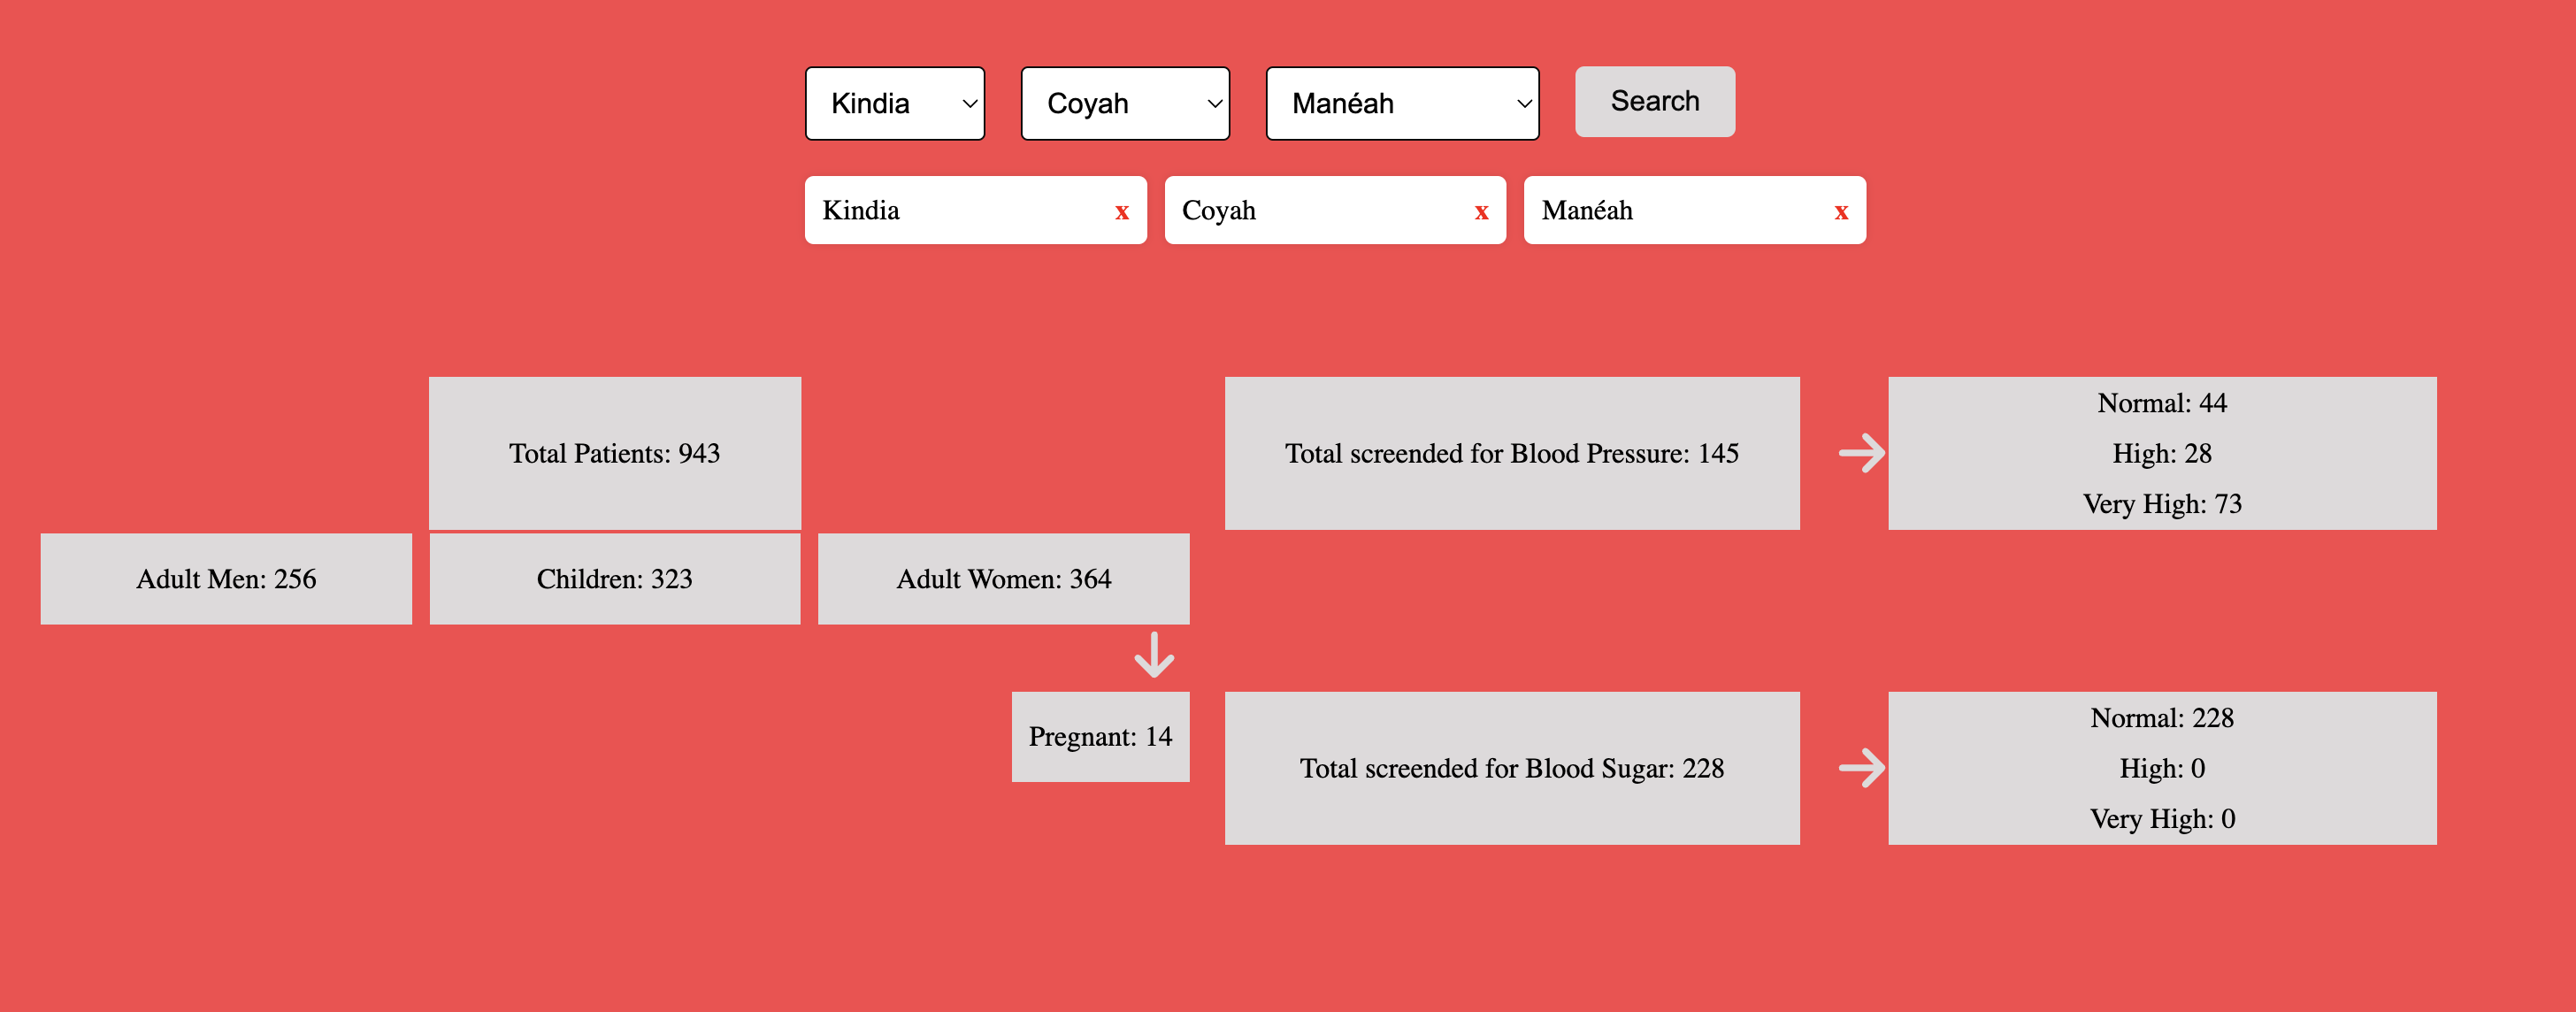 Kindia
Coyah
Manéah
Search
Kindia x
Coyah x
Manéah x
Total Patients: 943
Adult Men: 256
Children: 323
Adult Women: 364
Pregnant: 14
Total screended for Blood Pressure: 145
Normal: 44
High: 28
Very High: 73
Total screended for Blood Sugar: 228
Normal: 228
High: 0
Very High: 0